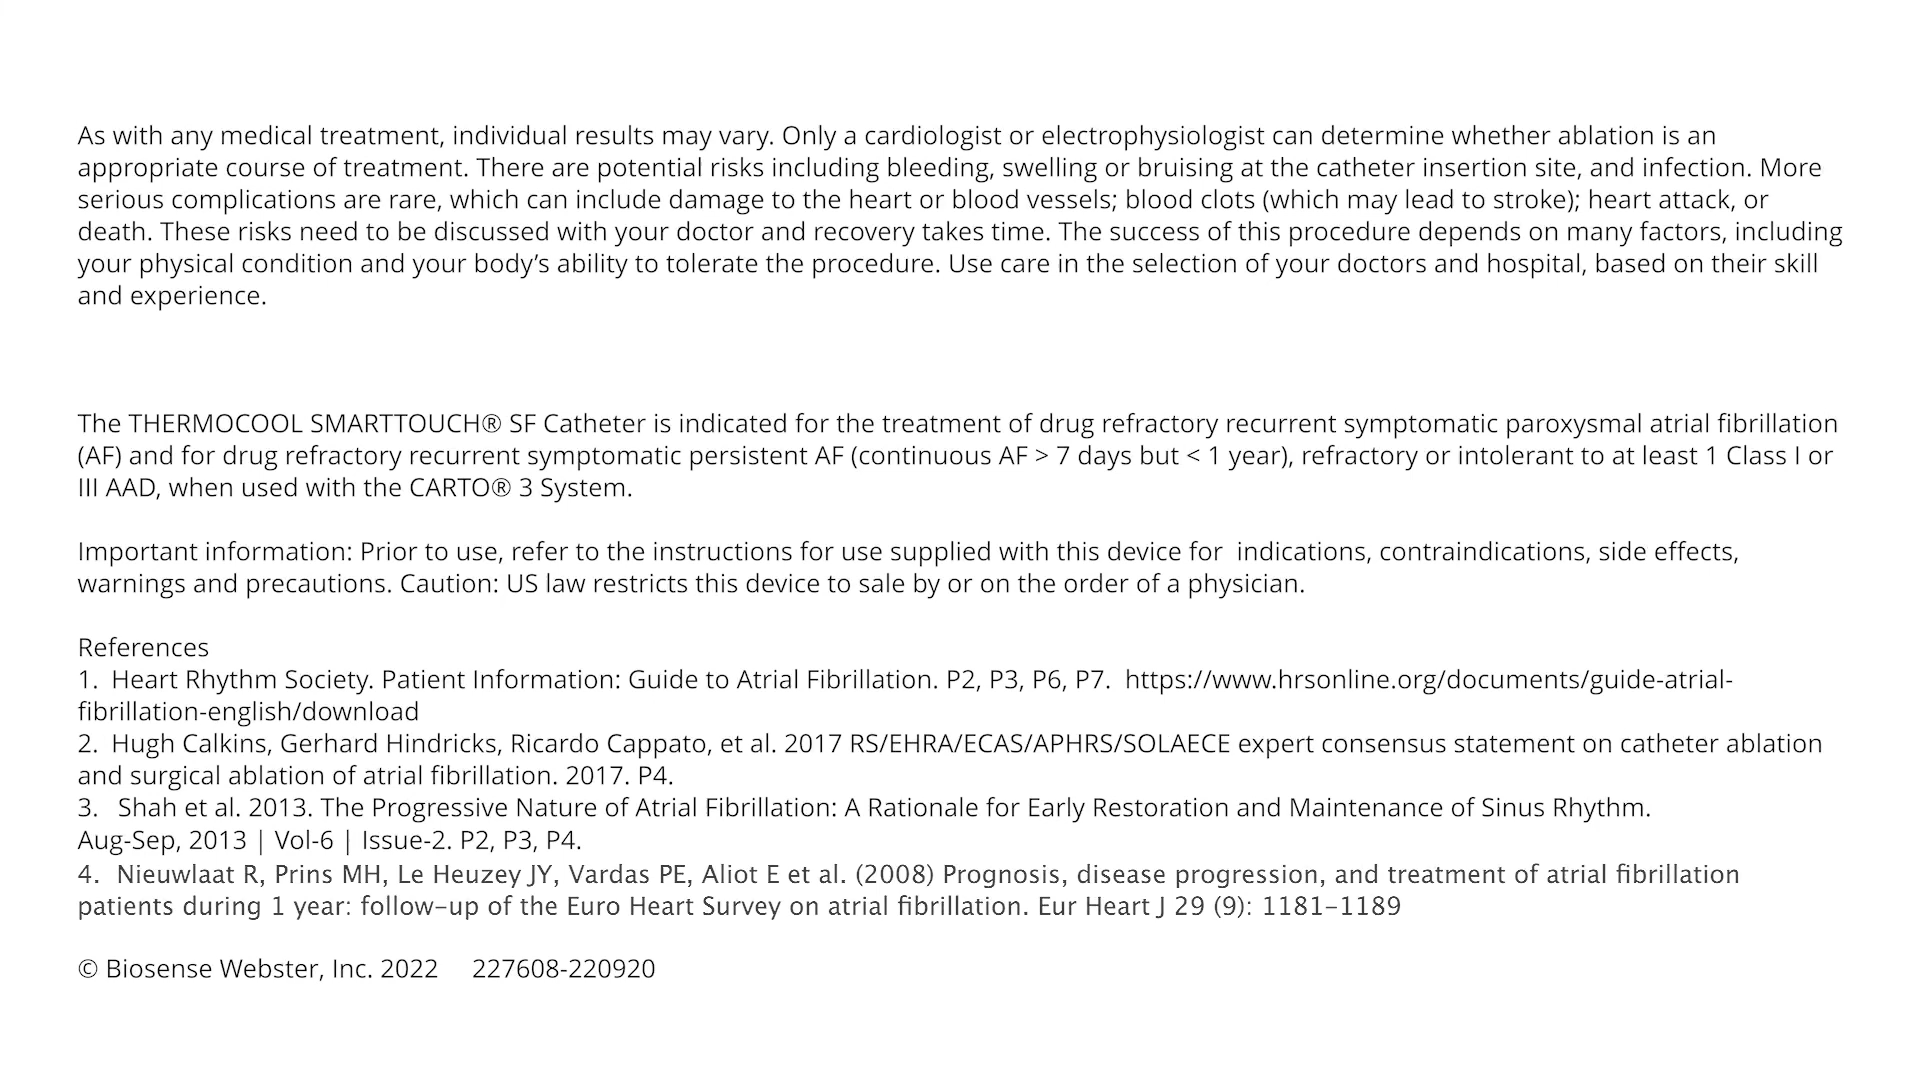 As with any medical treatment, individual results may vary. Only a cardiologist or electrophysiologist can determine whether ablation is an
appropriate course of treatment. There are potential risks including bleeding, swelling or bruising at the catheter insertion site, and infection. More
serious complications are rare, which can include damage to the heart or blood vessels; blood clots (which may lead to stroke); heart attack, or
death. These risks need to be discussed with your doctor and recovery takes time. The success of this procedure depends on many factors, including
your physical condition and your body’s ability to tolerate the procedure. Use care in the selection of your doctors and hospital, based on their skill
and experience.
The THERMOCOOL SMARTTOUCH® SF Catheter is indicated for the treatment of drug refractory recurrent symptomatic paroxysmal atrial fibrillation
(AF) and for drug refractory recurrent symptomatic persistent AF (continuous AF > 7 days but < 1 year), refractory or intolerant to at least 1 Class I or
III AAD, when used with the CARTO® 3 System.
Important information: Prior to use, refer to the instructions for use supplied with this device for  indications, contraindications, side effects,
warnings and precautions. Caution: US law restricts this device to sale by or on the order of a physician.
References
1.  Heart Rhythm Society. Patient Information: Guide to Atrial Fibrillation. P2, P3, P6, P7.  https://www.hrsonline.org/documents/guide-atrial-
fibrillation-english/download
2.  Hugh Calkins, Gerhard Hindricks, Ricardo Cappato, et al. 2017 RS/EHRA/ECAS/APHRS/SOLAECE expert consensus statement on catheter ablation
and surgical ablation of atrial fibrillation. 2017. P4.
3.   Shah et al. 2013. The Progressive Nature of Atrial Fibrillation: A Rationale for Early Restoration and Maintenance of Sinus Rhythm.
Aug-Sep, 2013 | Vol-6 | Issue-2. P2, P3, P4.
4.  Nieuwlaat R, Prins MH, Le Heuzey JY, Vardas PE, Aliot E et al. (2008) Prognosis, disease progression, and treatment of atrial fibrillation
patients during 1 year: follow–up of the Euro Heart Survey on atrial fibrillation. Eur Heart J 29 (9): 1181–1189
© Biosense Webster, Inc. 2022     227608-220920